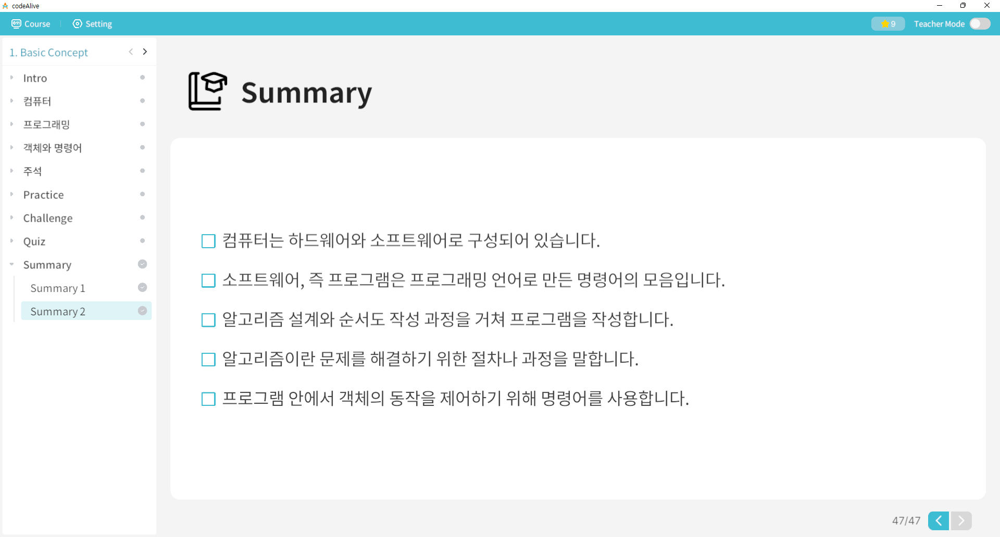 codeAlive
Course
Setting
9
Teacher Mode
1. Basic Concept
Intro
컴퓨터
프로그래밍
객체와 명령어
주석
Practice
Challenge
Quiz
Summary
Summary 1
Summary 2
Summary
컴퓨터는 하드웨어와 소프트웨어로 구성되어 있습니다.
소프트웨어, 즉 프로그램은 프로그래밍 언어로 만든 명령어의 모음입니다.
알고리즘 설계와 순서도 작성 과정을 거쳐 프로그램을 작성합니다.
알고리즘이란 문제를 해결하기 위한 절차나 과정을 말합니다.
프로그램 안에서 객체의 동작을 제어하기 위해 명령어를 사용합니다.
47/47